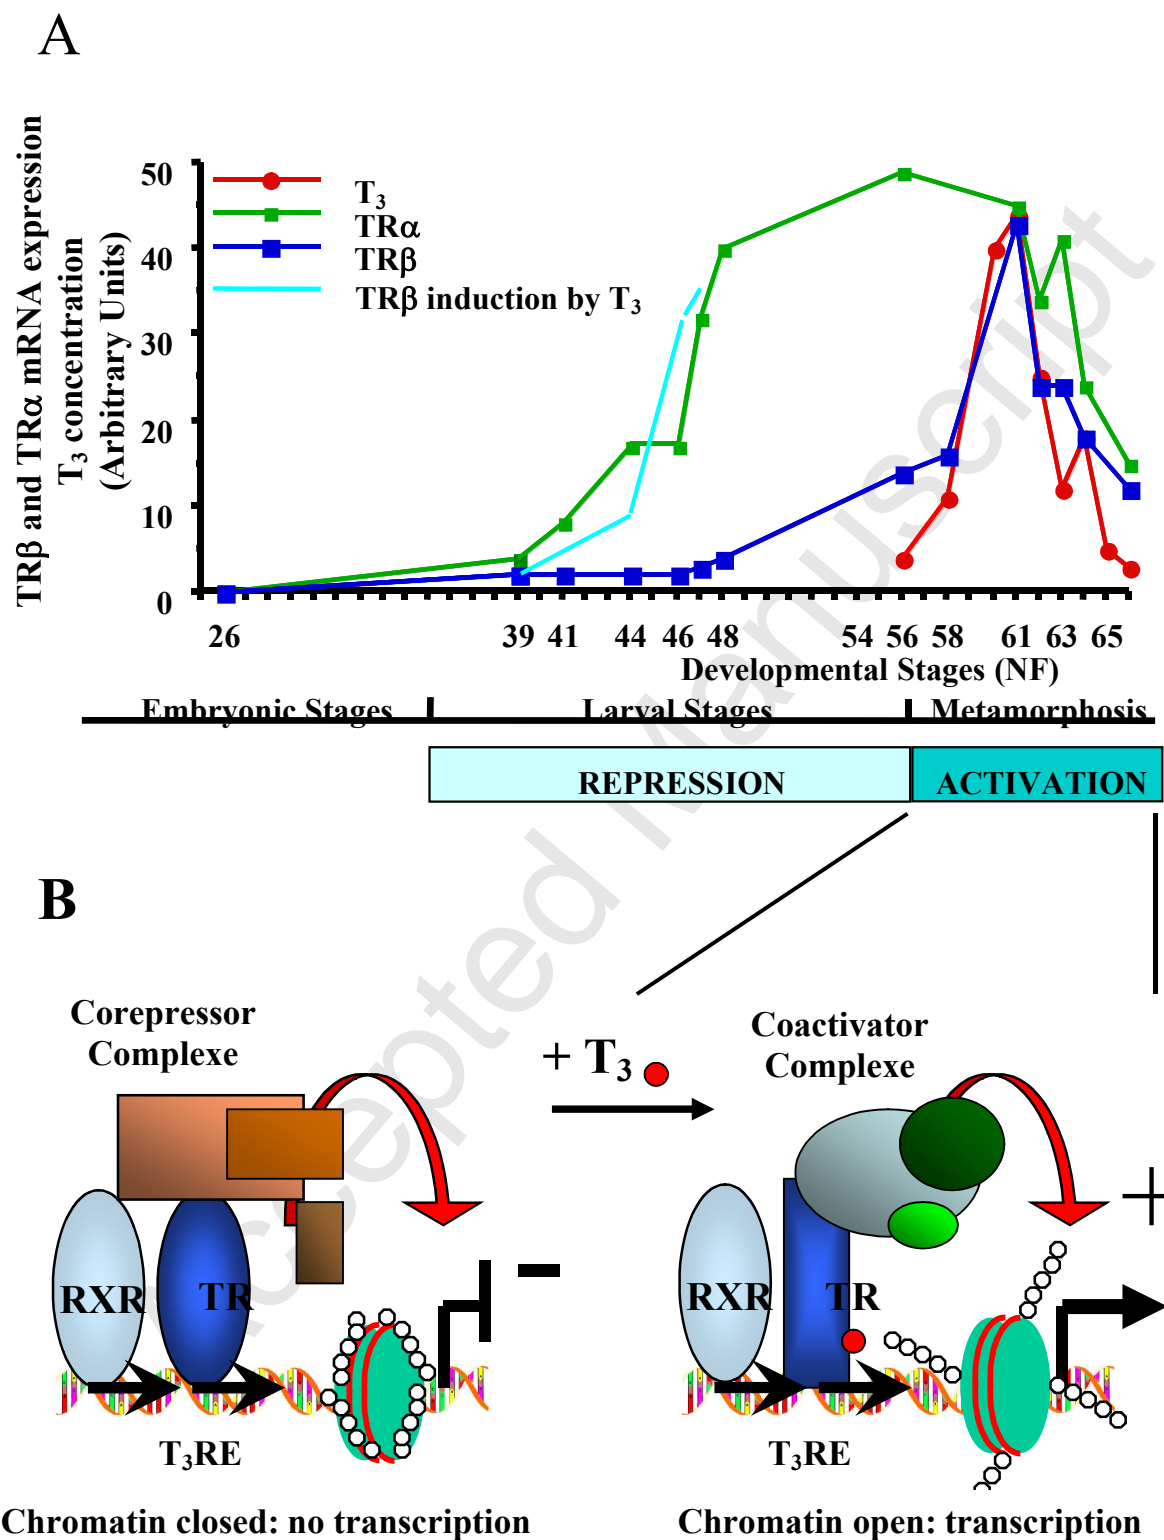 A
TRβ and TRα mRNA expression
T3 concentration
(Arbitrary Units)
50
40
30
20
10
0
T3
TRα
TRβ
TRβ induction by T3
26 39 41 44 46 48 54 56 58 61 63 65
Developmental Stages (NF)
Embryonic Stages Larval Stages Metamorphosis
REPRESSION ACTIVATION
Accepted Manuscript
B
Corepressor
Complexe
+ T3
Coactivator
Complexe
+
RXR TR
–
RXR TR
T3RE
T3RE
Chromatin closed: no transcription
Chromatin open: transcription